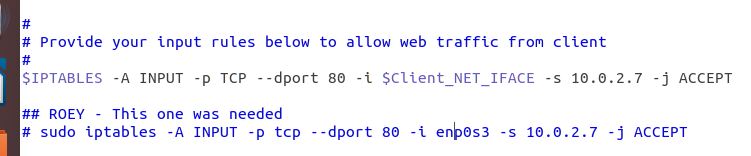 #
# Provide your input rules below to allow web traffic from client
#
$IPTABLES -A INPUT -p TCP --dport 80 -i $Client_NET_IFACE -s 10.0.2.7 -j ACCEPT
## ROEY - This one was needed
# sudo iptables -A INPUT -p tcp --dport 80 -i enp0s3 -s 10.0.2.7 -j ACCEPT